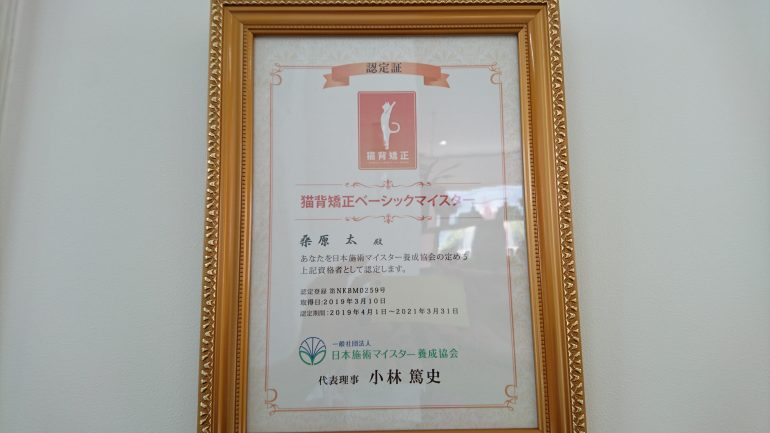 認定証
猫背矯正
猫背矯正ベーシックマイスター
桑原 太 殿
あなたを日本施術マイスター養成協会の定める
上記資格者として認定します。
認定登録 第NKBM0259号
取得日:2019年3月10日
認定期間:2019年4月1日～2021年3月31日
一般社団法人
日本施術マイスター養成協会
代表理事 小林 篤史